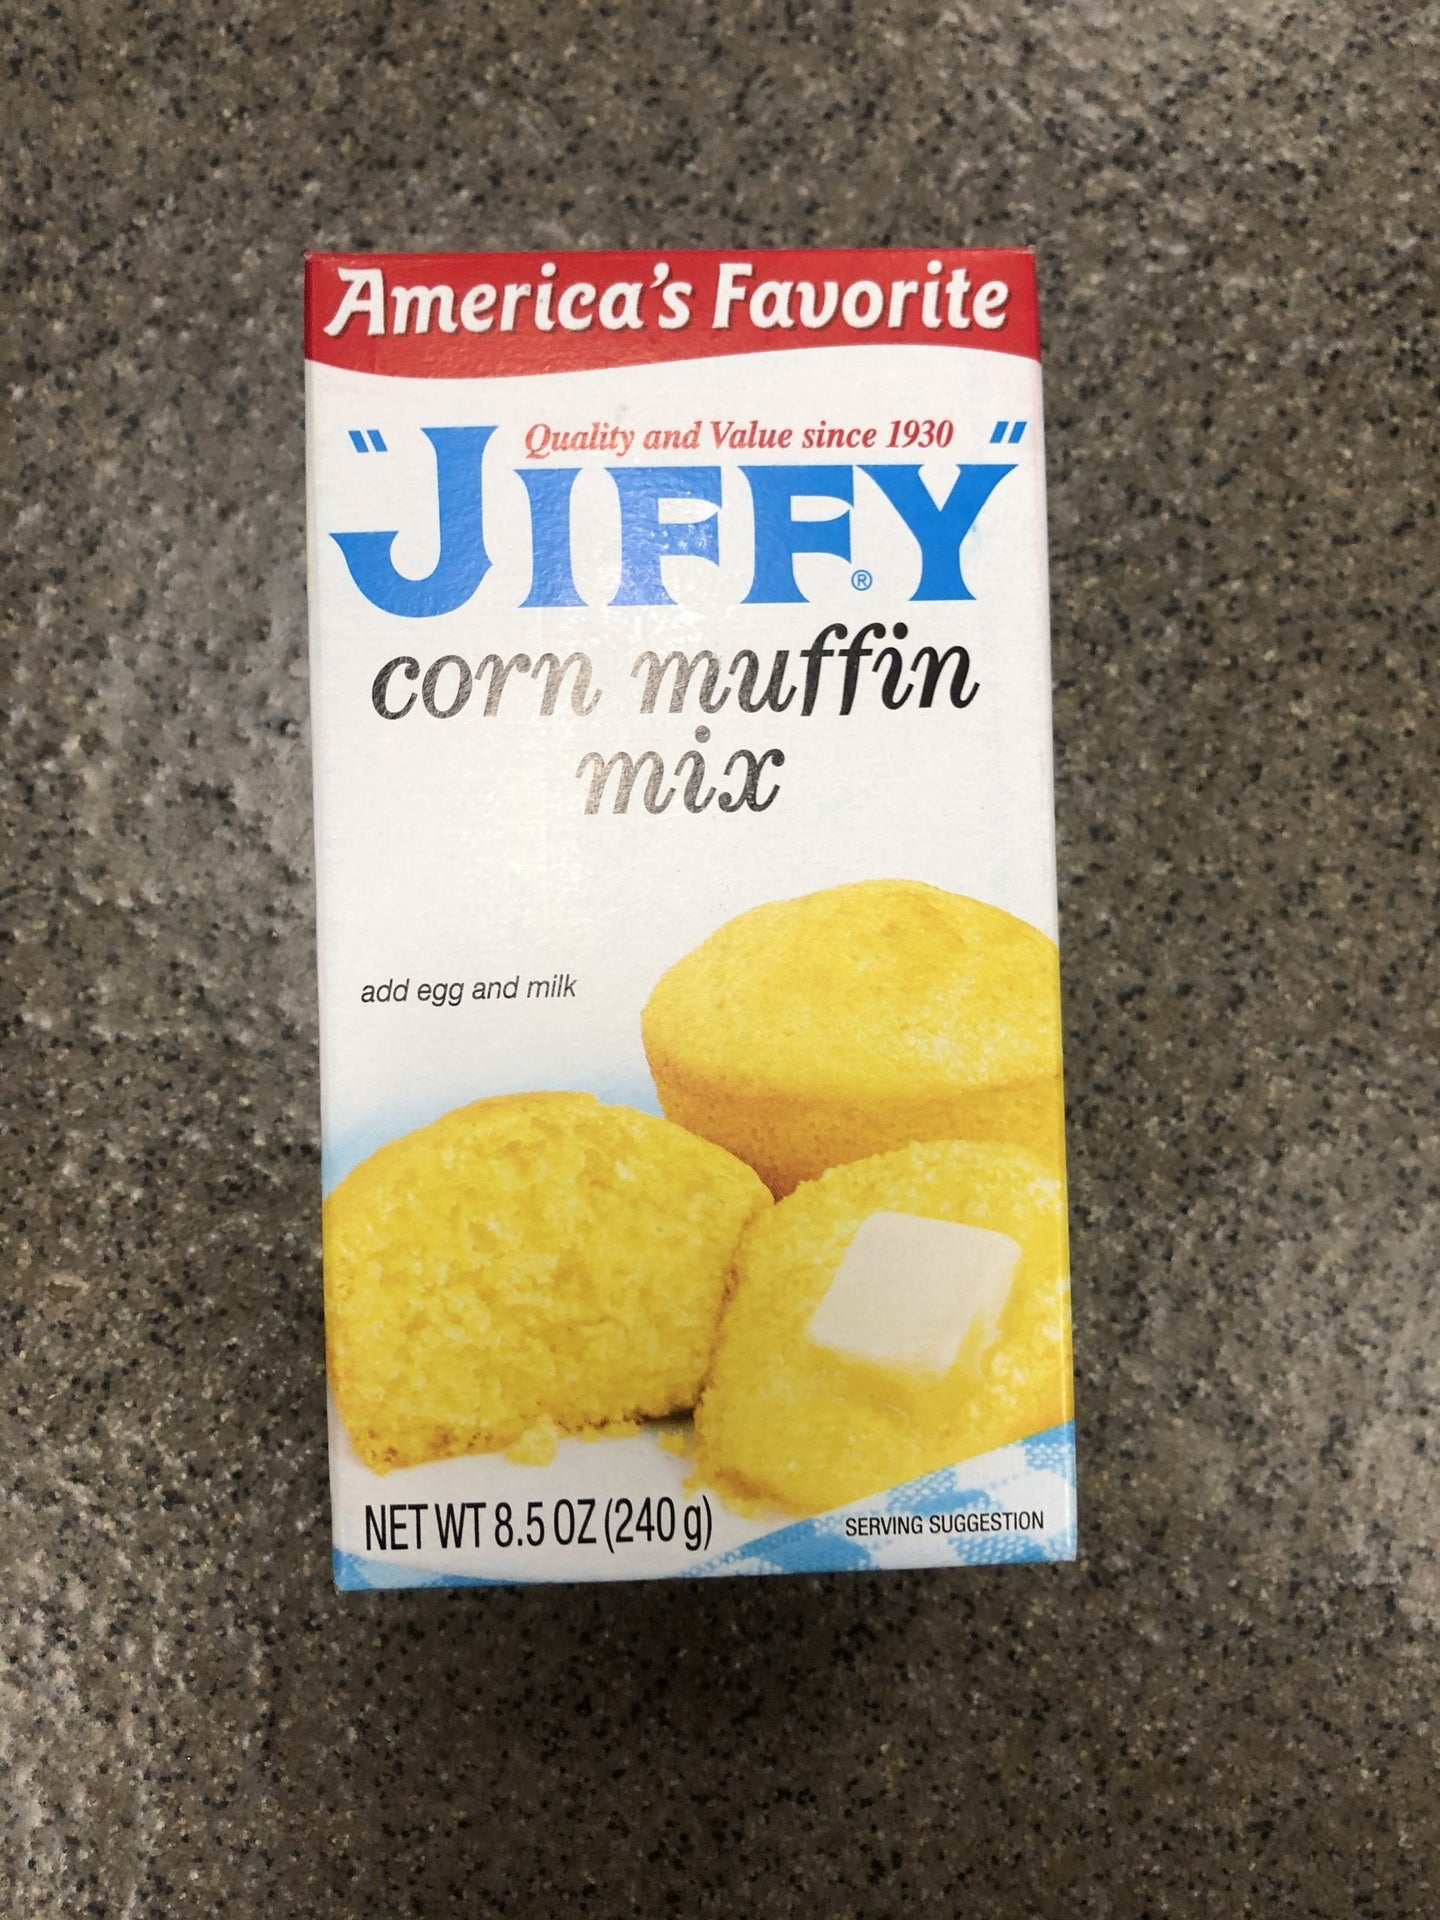 America's Favorite
Quality and Value since 1930
"JIFFY"®
corn muffin
mix
add egg and milk
NET WT 8.5 OZ (240 g)
SERVING SUGGESTION